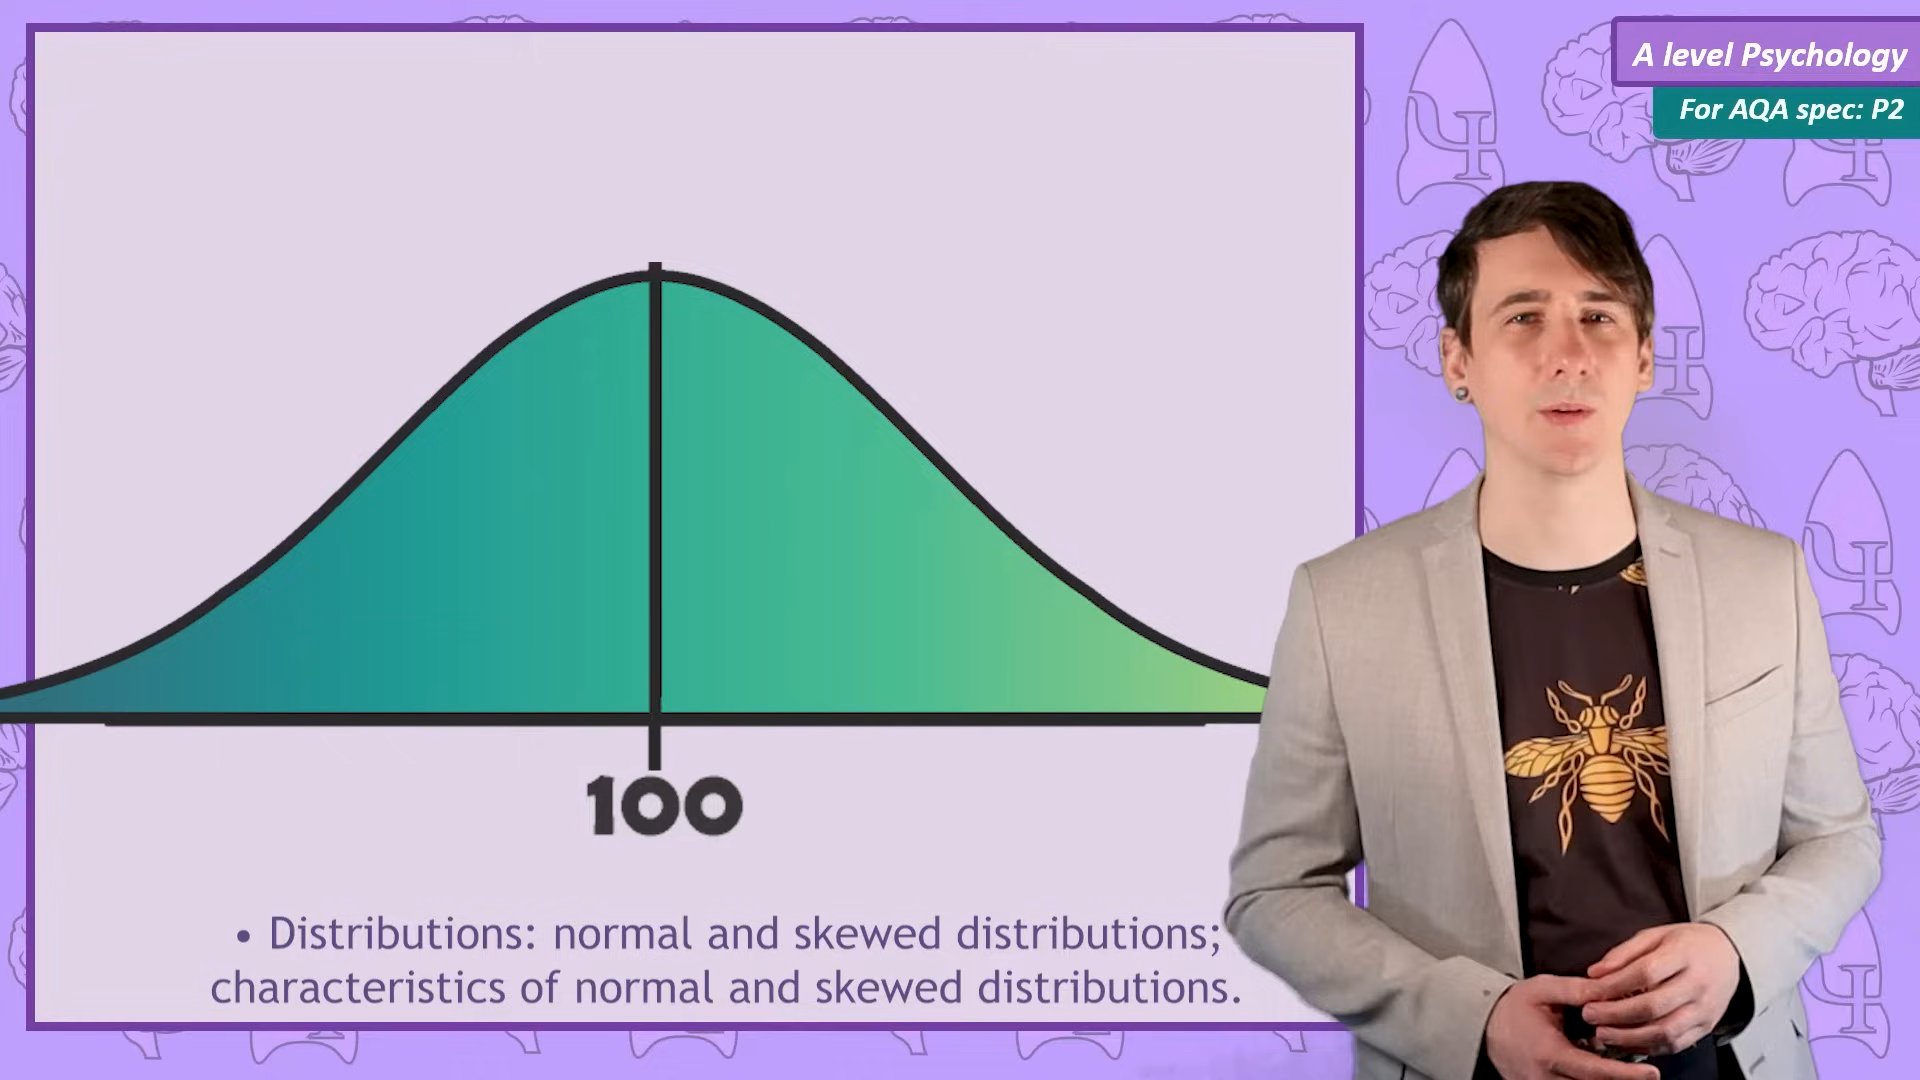 A level Psychology
For AQA spec: P2
100
• Distributions: normal and skewed distributions;
characteristics of normal and skewed distributions.